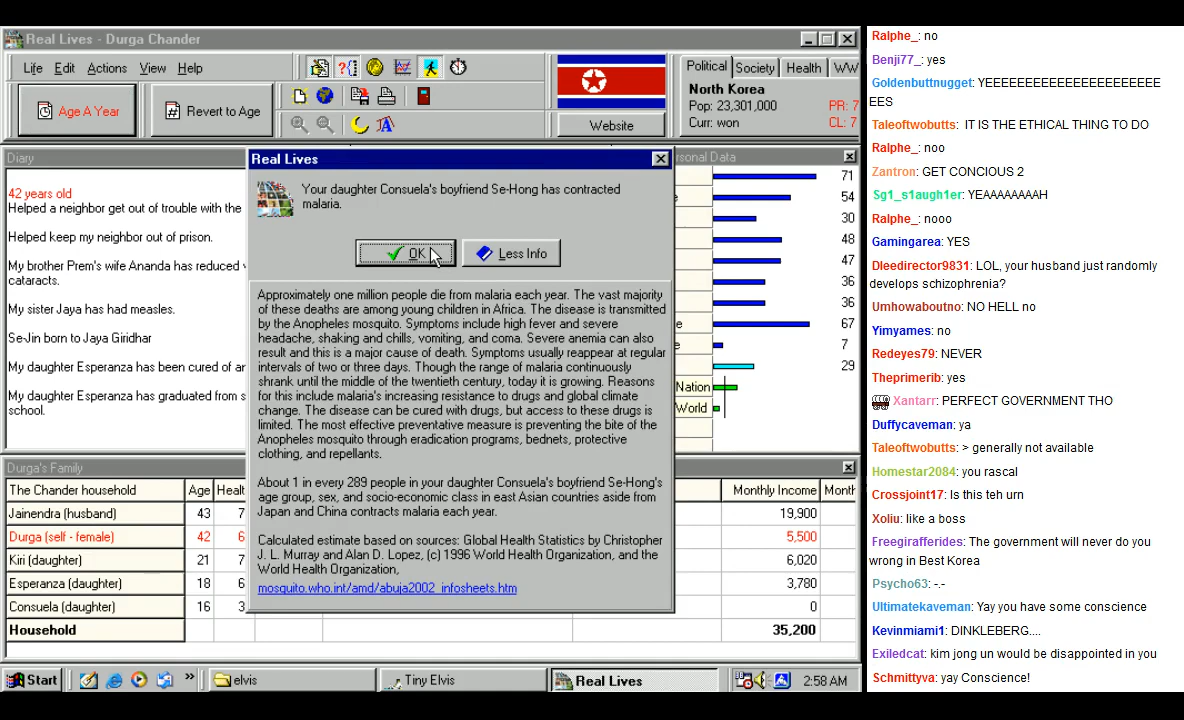 Real Lives - Durga Chander
Life Edit Actions View Help
Age A Year
Revert to Age
Website
Political Society Health WW
North Korea
Pop: 23,301,000 PR: 7
Curr: won CL: 7
Diary
42 years old
Helped a neighbor get out of trouble with the
Helped keep my neighbor out of prison.
My brother Prem's wife Ananda has reduced
cataracts.
My sister Jaya has had measles.
Se-Jin born to Jaya Giridhar
My daughter Esperanza has been cured of
My daughter Esperanza has graduated from
school.
Real Lives
Your daughter Consuela's boyfriend Se-Hong has contracted
malaria.
OK
Less Info
Approximately one million people die from malaria each year. The vast majority
of these deaths are among young children in Africa. The disease is transmitted
by the Anopheles mosquito. Symptoms include high fever and severe
headache, shaking and chills, vomiting, and coma. Severe anemia can also
result and this is a major cause of death. Symptoms usually reappear at regular
intervals of two or three days. Though the range of malaria continuously
shrank until the middle of the twentieth century, today it is growing. Reasons
for this include malaria's increasing resistance to drugs and global climate
change. The disease can be cured with drugs, but access to these drugs is
limited. The most effective preventative measure is preventing the bite of the
Anopheles mosquito through eradication programs, bednets, protective
clothing, and repellants.
About 1 in every 289 people in your daughter Consuela's boyfriend Se-Hong's
age group, sex, and socio-economic class in east Asian countries aside from
Japan and China contracts malaria each year.
Calculated estimate based on sources: Global Health Statistics by Christopher
J. L. Murray and Alan D. Lopez, (c) 1996 World Health Organization, and the
World Health Organization,
mosquito.who.int/amd/abuja2002_infosheets.htm
rsonal Data
71
54
30
48
47
36
36
67
7
29
Nation
World
Durga's Family
The Chander household Age Healt Monthly Income Month
Jainendra (husband) 43 7 19,900
Durga (self - female) 42 6 5,500
Kiri (daughter) 21 7 6,020
Esperanza (daughter) 18 6 3,780
Consuela (daughter) 16 3 0
Household 35,200
Start » elvis Tiny Elvis Real Lives 2:58 AM
Ralphe_: no
Benji77_: yes
Goldenbuttnugget: YEEEEEEEEEEEEEEEEEEEEEEE
EES
Taleoftwobutts: IT IS THE ETHICAL THING TO DO
Ralphe_: noo
Zantron: GET CONCIOUS 2
Sg1_s1augh1er: YEAAAAAAAH
Ralphe_: nooo
Gamingarea: YES
Dleedirector9831: LOL, your husband just randomly
develops schizophrenia?
Umhowaboutno: NO HELL no
Yimyames: no
Redeyes79: NEVER
Theprimerib: yes
Xantarr: PERFECT GOVERNMENT THO
Duffycaveman: ya
Taleoftwobutts: > generally not available
Homestar2084: you rascal
Crossjoint17: Is this teh urn
Xoliu: like a boss
Freegirafferides: The government will never do you
wrong in Best Korea
Psycho63: -.-
Ultimatekaveman: Yay you have some conscience
Kevinmiami1: DINKLEBERG....
Exiledcat: kim jong un would be disappointed in you
Schmittyva: yay Conscience!